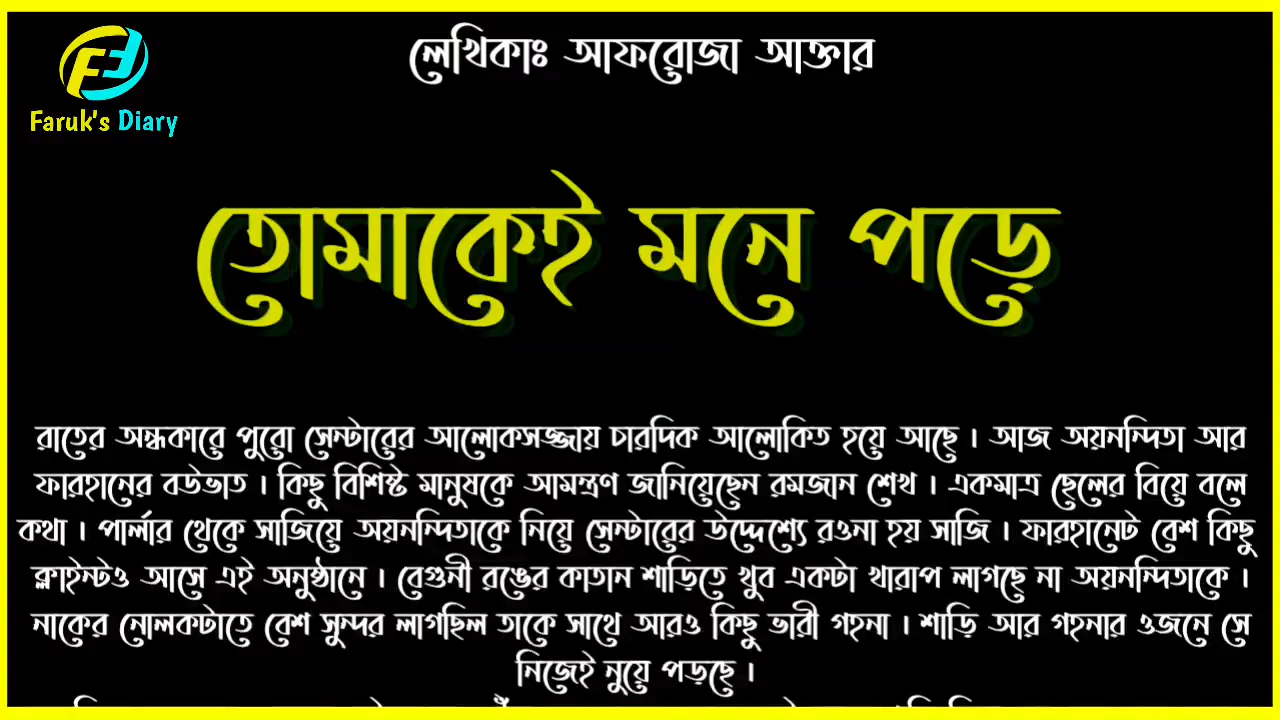 লেখিকাঃ আফরোজা আক্তার
Faruk's Diary
তোমাকেই মনে পড়ে
রাতের অন্ধকারে পুরো সেন্টারের আলোকসজ্জায় চারদিক আলোকিত হয়ে আছে । আজ অয়নন্দিতা আর
ফারহানের বউভাত । কিছু বিশিষ্ট মানুষকে আমন্ত্রণ জানিয়েছেন রমজান শেখ । একমাত্র ছেলের বিয়ে বলে
কথা । পার্লার থেকে সাজিয়ে অয়নন্দিতাকে নিয়ে সেন্টারের উদ্দেশ্যে রওনা হয় সাজি । ফারহানেট বেশ কিছু
ক্লাইন্টও আসে এই অনুষ্ঠানে । বেগুনী রঙের কাতান শাড়িতে খুব একটা খারাপ লাগছে না অয়নন্দিতাকে ।
নাকের নোলকটাতে বেশ সুন্দর লাগছিল তাকে সাথে আরও কিছু ভারী গহনা । শাড়ি আর গহনার ওজনে সে
নিজেই নুয়ে পড়ছে ।